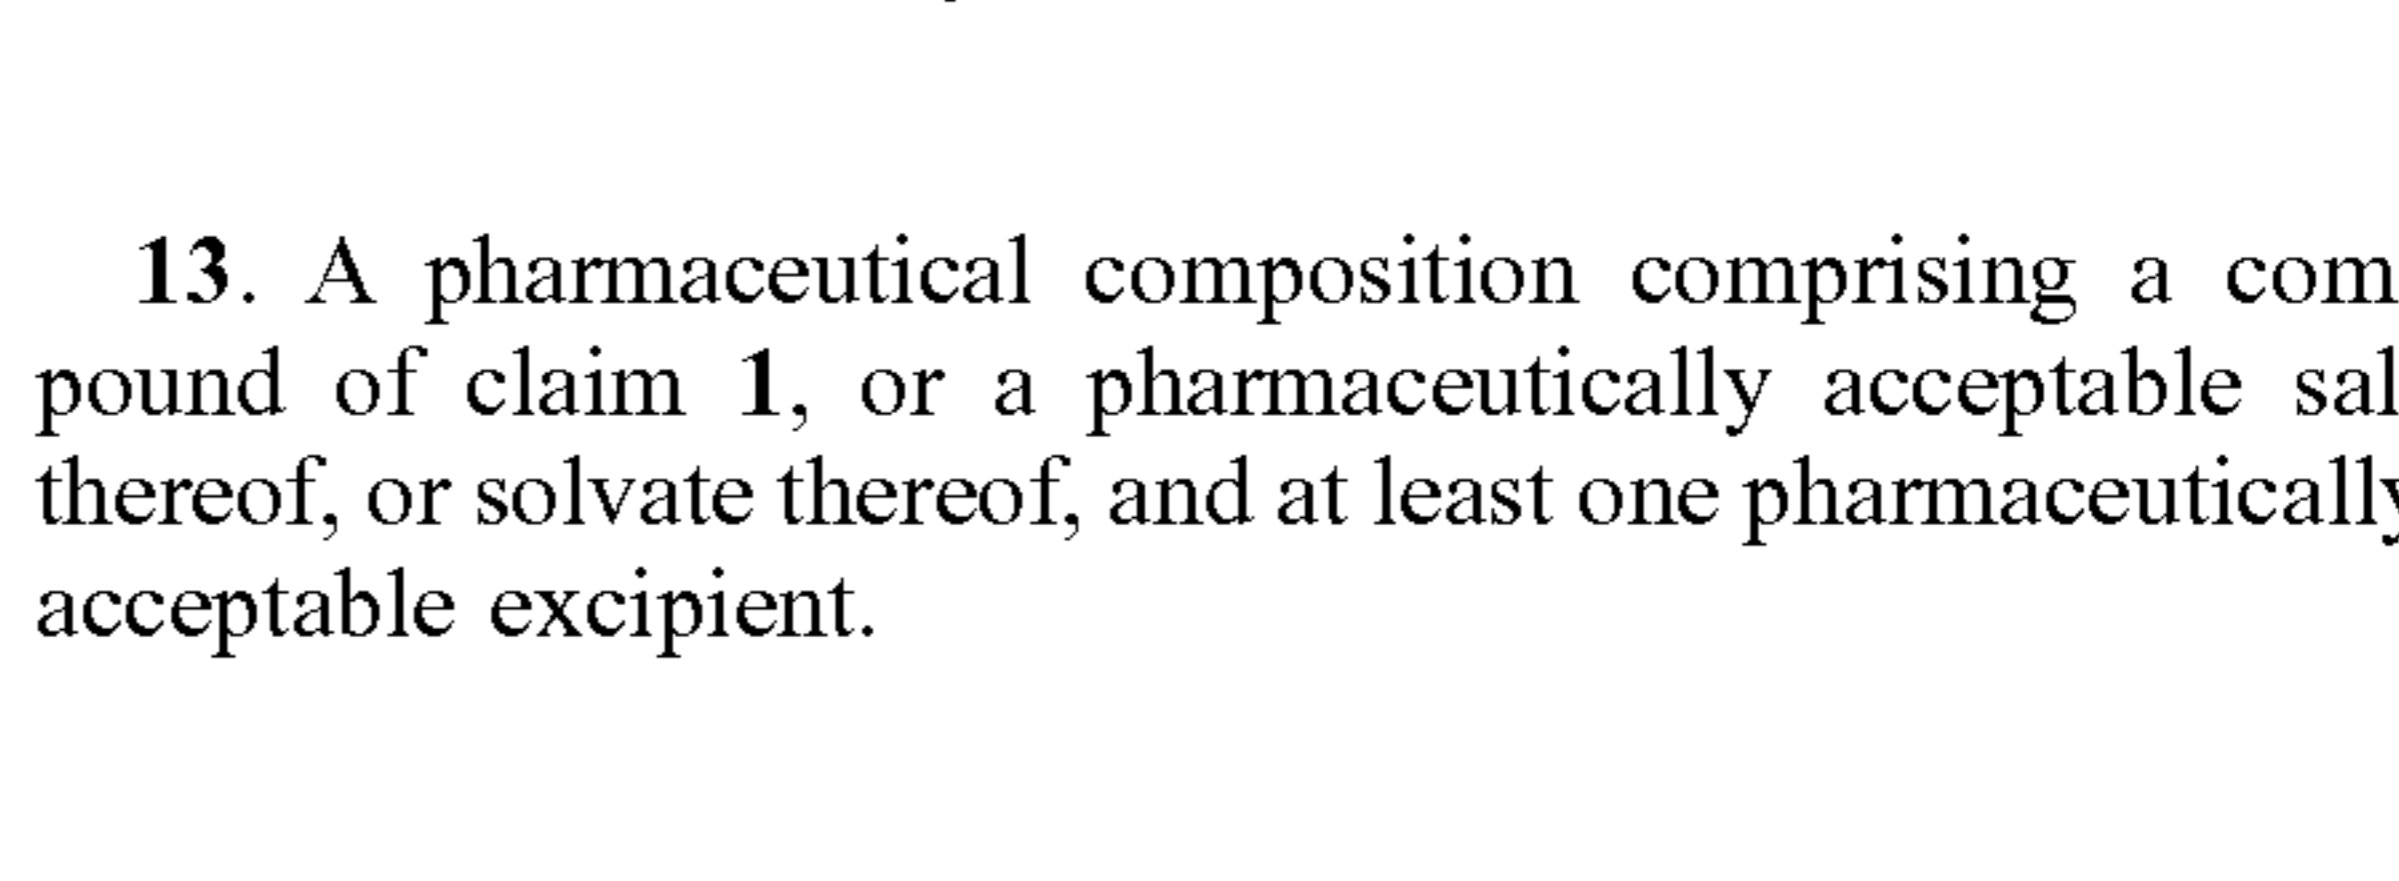 13. A pharmaceutical composition comprising a com
pound of claim 1, or a pharmaceutically acceptable sal
thereof, or solvate thereof, and at least one pharmaceutically
acceptable excipient.